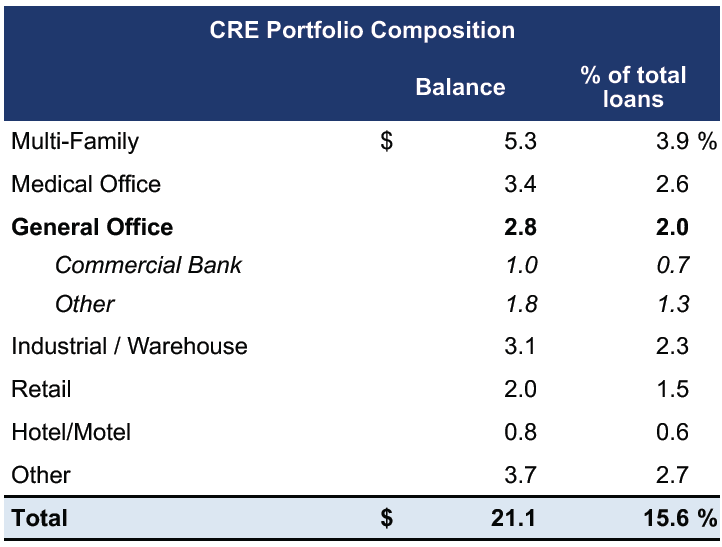 CRE Portfolio Composition
Balance % of total loans
Multi-Family $ 5.3 3.9 %
Medical Office 3.4 2.6
General Office 2.8 2.0
Commercial Bank 1.0 0.7
Other 1.8 1.3
Industrial / Warehouse 3.1 2.3
Retail 2.0 1.5
Hotel/Motel 0.8 0.6
Other 3.7 2.7
Total $ 21.1 15.6 %